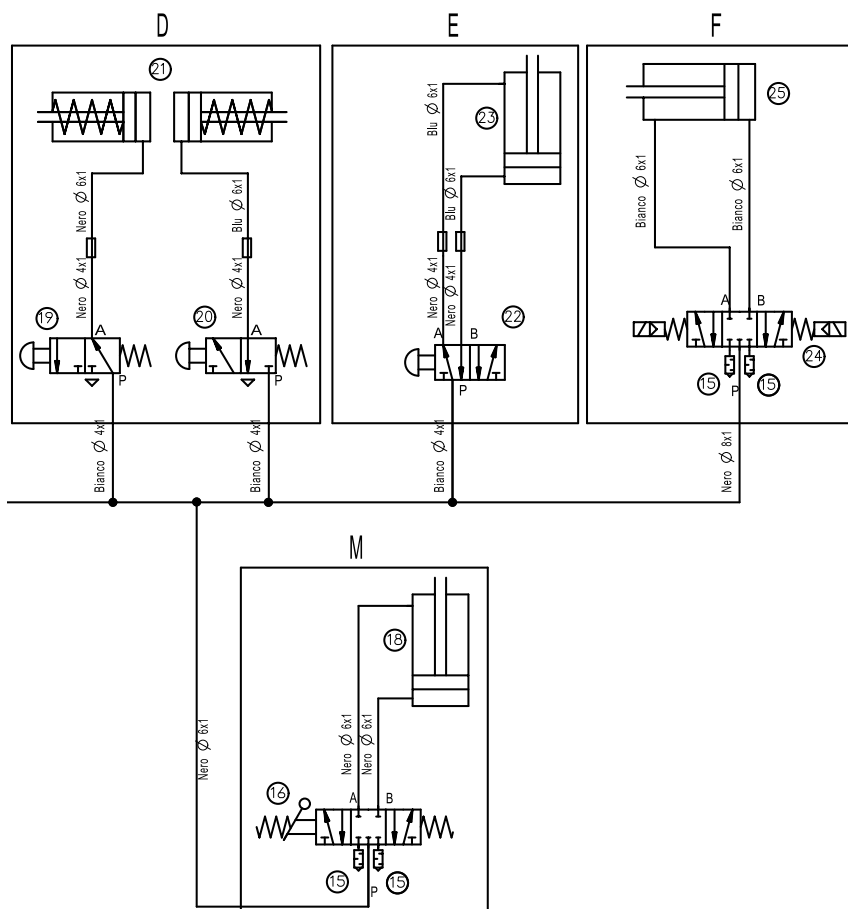 D
E
F
21
23
25
Nero Ø 6x1
Blu Ø 6x1
Blu Ø 6x1
Blu Ø 6x1
Bianco Ø 6x1
Bianco Ø 6x1
Nero Ø 4x1
Nero Ø 4x1
Nero Ø 4x1
Nero Ø 4x1
19
A
P
20
A
P
22
A B
P
A B
24
15
P
15
Bianco Ø 4x1
Bianco Ø 4x1
Bianco Ø 4x1
Nero Ø 8x1
M
18
Nero Ø 6x1
Nero Ø 6x1
Nero Ø 6x1
16
A B
15
P
15